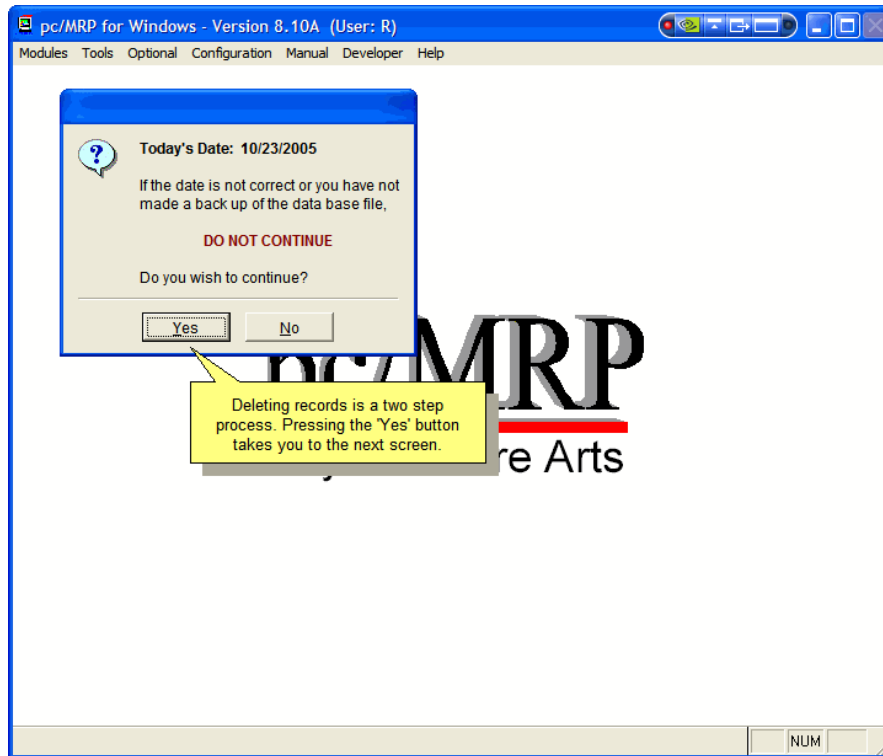 pc/MRP for Windows - Version 8.10A (User: R)
Modules Tools Optional Configuration Manual Developer Help
Today's Date: 10/23/2005
If the date is not correct or you have not
made a back up of the data base file,
DO NOT CONTINUE
Do you wish to continue?
Yes No
pc/MRP
Deleting records is a two step
process. Pressing the 'Yes' button
takes you to the next screen.
Arts
NUM